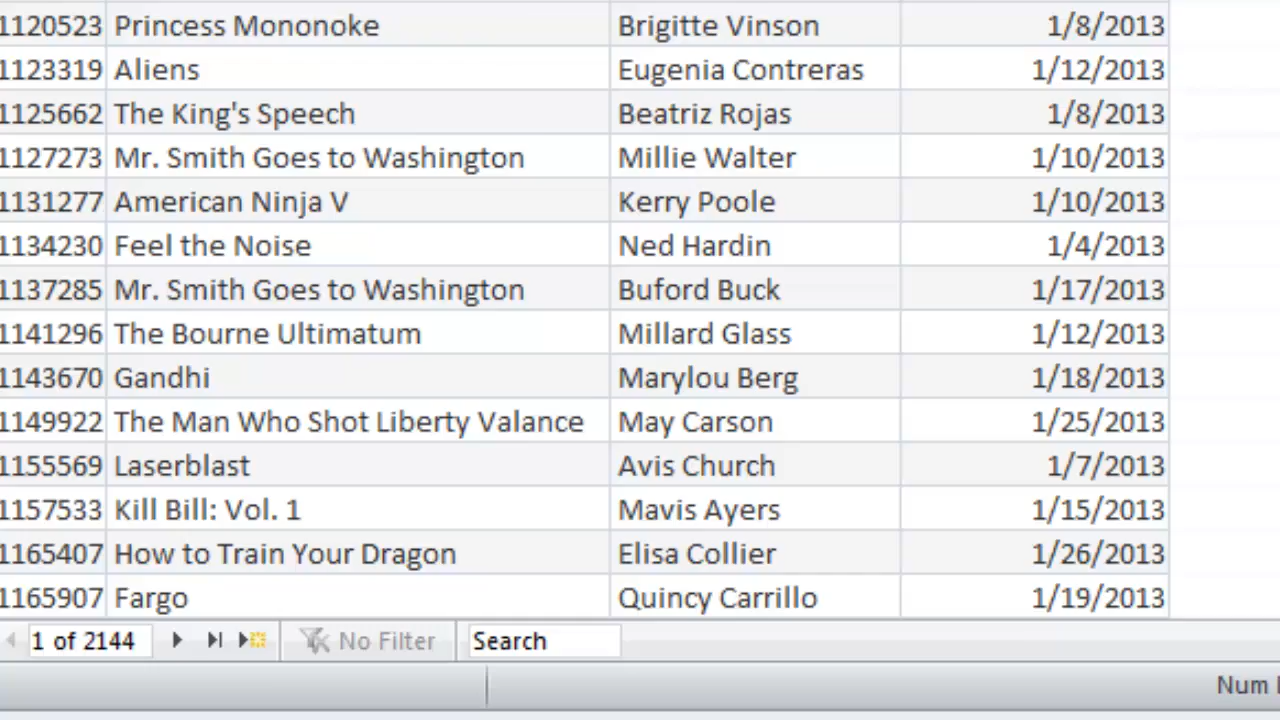 1120523 Princess Mononoke Brigitte Vinson 1/8/2013
1123319 Aliens Eugenia Contreras 1/12/2013
1125662 The King's Speech Beatriz Rojas 1/8/2013
1127273 Mr. Smith Goes to Washington Millie Walter 1/10/2013
1131277 American Ninja V Kerry Poole 1/10/2013
1134230 Feel the Noise Ned Hardin 1/4/2013
1137285 Mr. Smith Goes to Washington Buford Buck 1/17/2013
1141296 The Bourne Ultimatum Millard Glass 1/12/2013
1143670 Gandhi Marylou Berg 1/18/2013
1149922 The Man Who Shot Liberty Valance May Carson 1/25/2013
1155569 Laserblast Avis Church 1/7/2013
1157533 Kill Bill: Vol. 1 Mavis Ayers 1/15/2013
1165407 How to Train Your Dragon Elisa Collier 1/26/2013
1165907 Fargo Quincy Carrillo 1/19/2013
1 of 2144 No Filter Search
Num